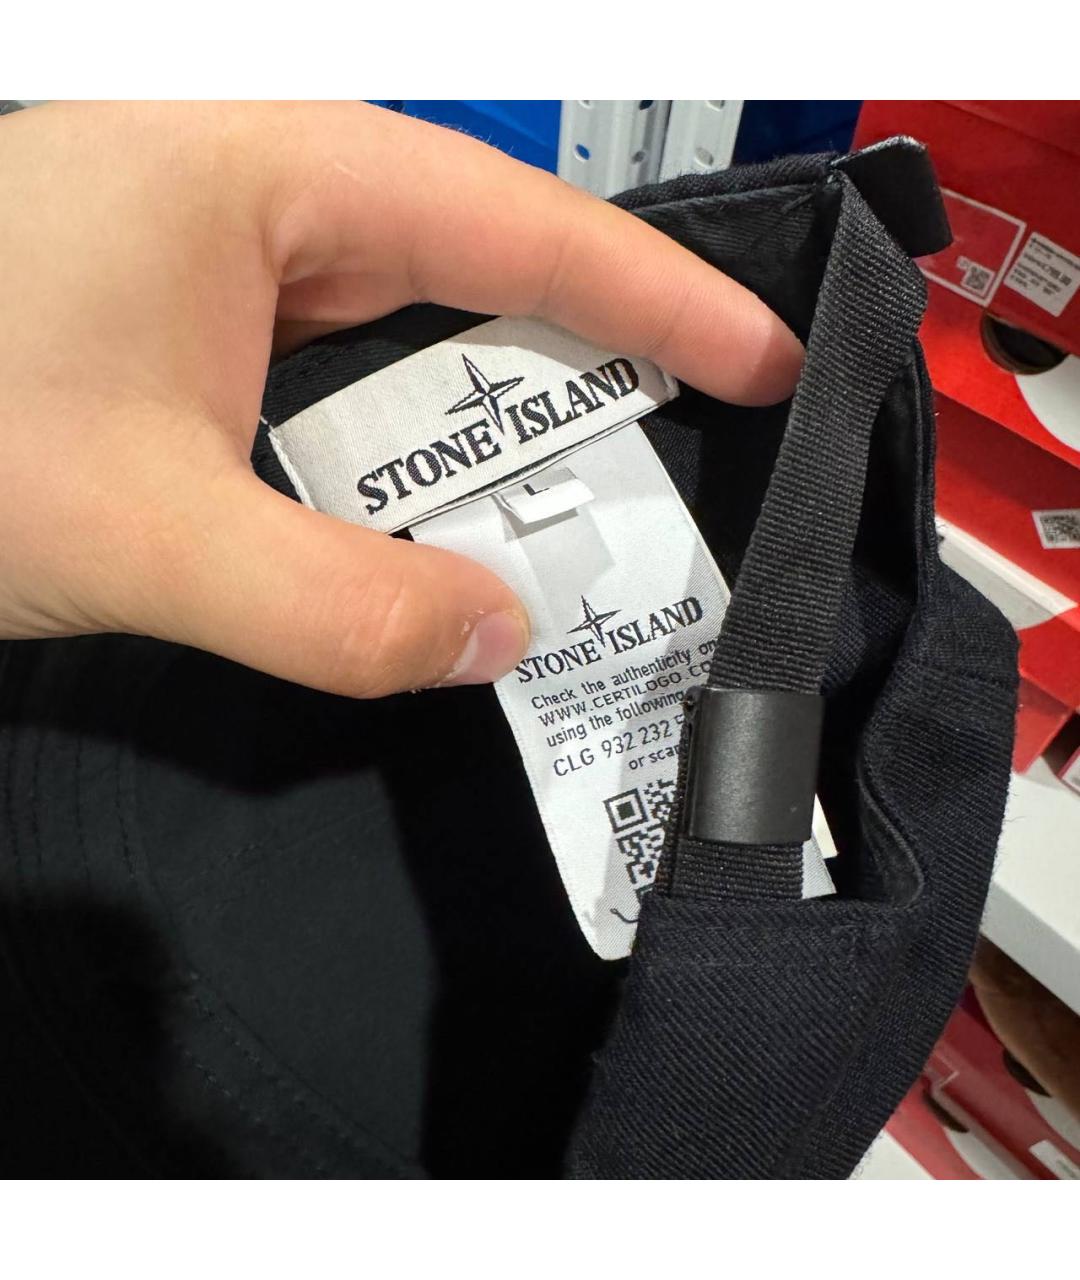 STONE ISLAND
L
STONE ISLAND
Check the authenticity on
WWW.CERTILOGO.CO
using the following
CLG 932 232 5
or scan